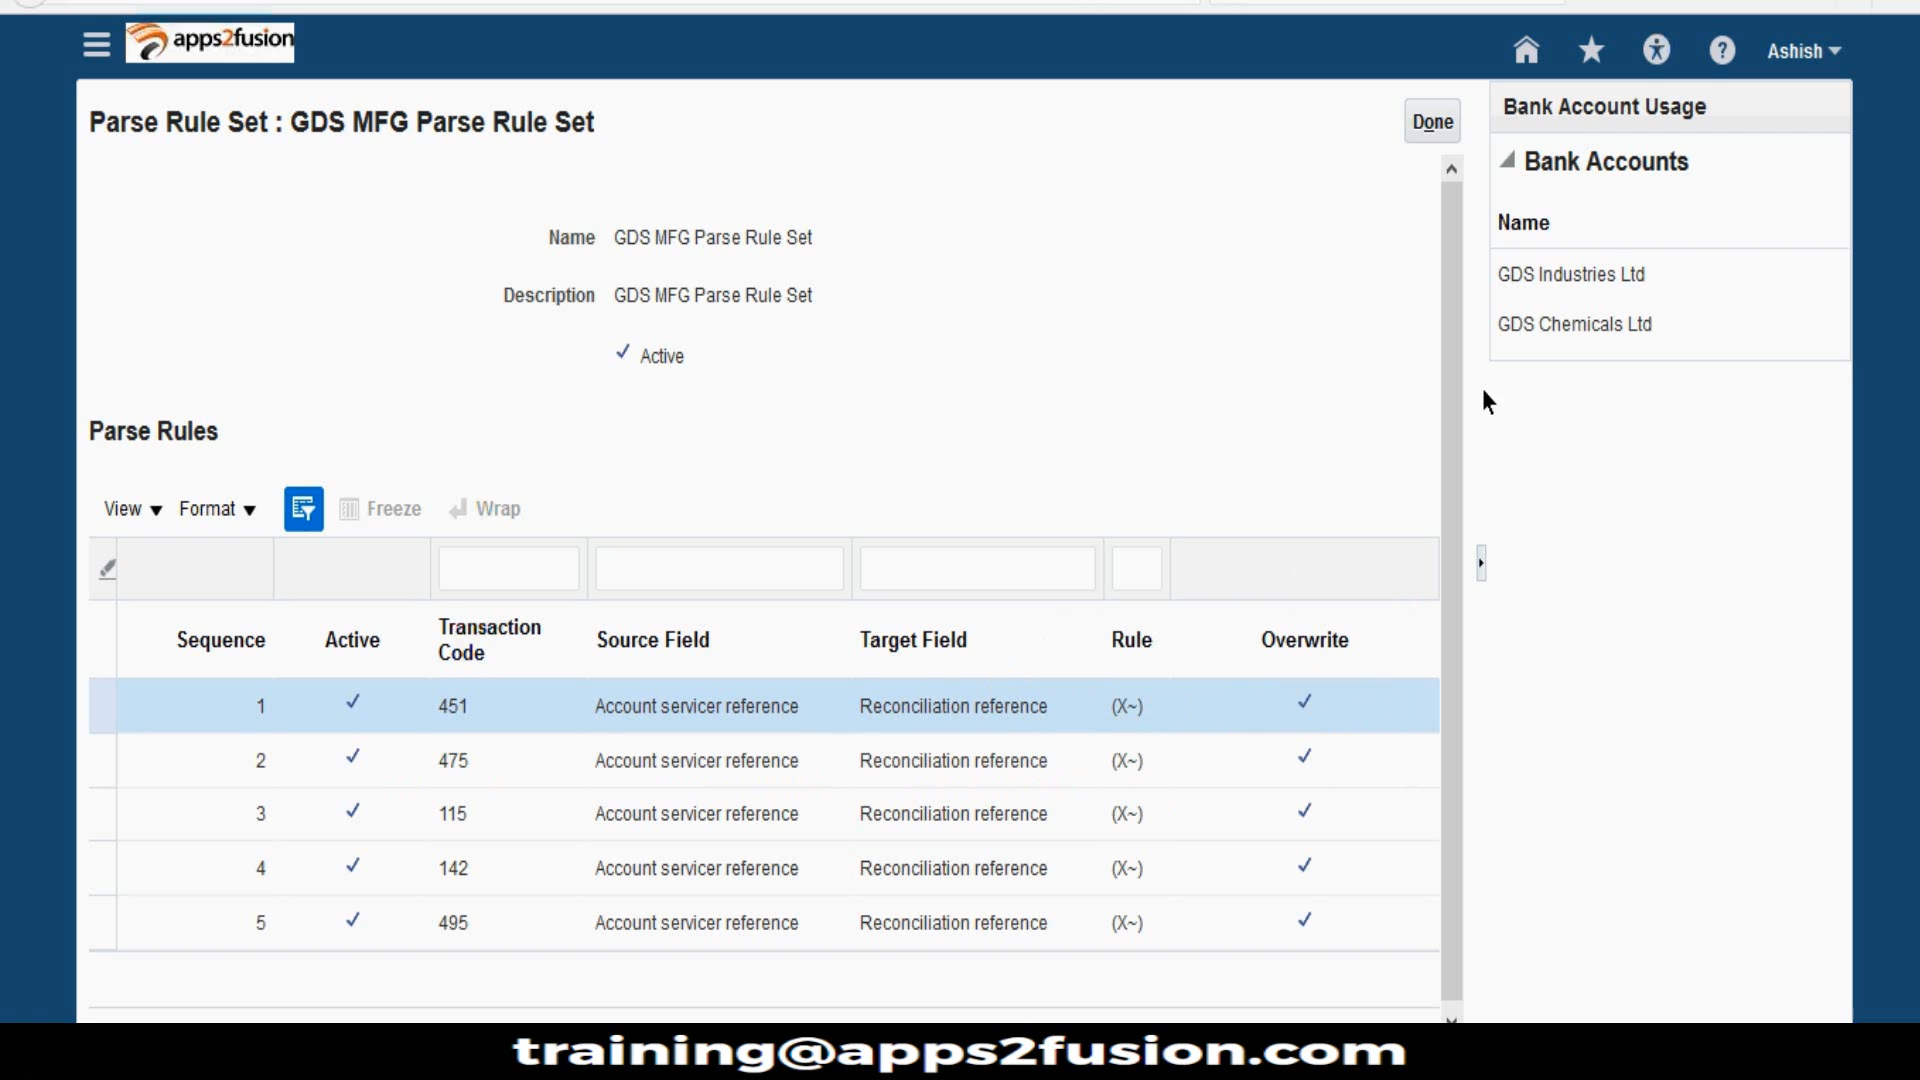 apps2fusion
Ashish
Parse Rule Set : GDS MFG Parse Rule Set
Done
Name GDS MFG Parse Rule Set
Description GDS MFG Parse Rule Set
Active
Parse Rules
View Format Freeze Wrap
Sequence Active Transaction Code Source Field Target Field Rule Overwrite
1 451 Account servicer reference Reconciliation reference (X~)
2 475 Account servicer reference Reconciliation reference (X~)
3 115 Account servicer reference Reconciliation reference (X~)
4 142 Account servicer reference Reconciliation reference (X~)
5 495 Account servicer reference Reconciliation reference (X~)
Bank Account Usage
Bank Accounts
Name
GDS Industries Ltd
GDS Chemicals Ltd
training@apps2fusion.com